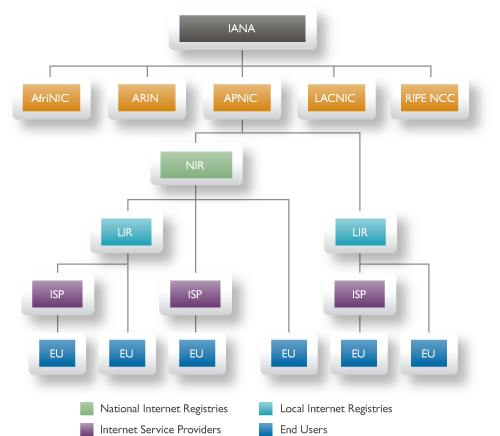 IANA
AfriNIC ARIN APNIC LACNIC RIPE NCC
NIR
LIR LIR
ISP ISP ISP
EU EU EU EU EU EU
National Internet Registries Local Internet Registries
Internet Service Providers End Users